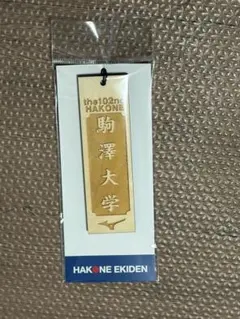 the102nd
HAKONE
駒
澤
大
学
HAKONE EKIDEN